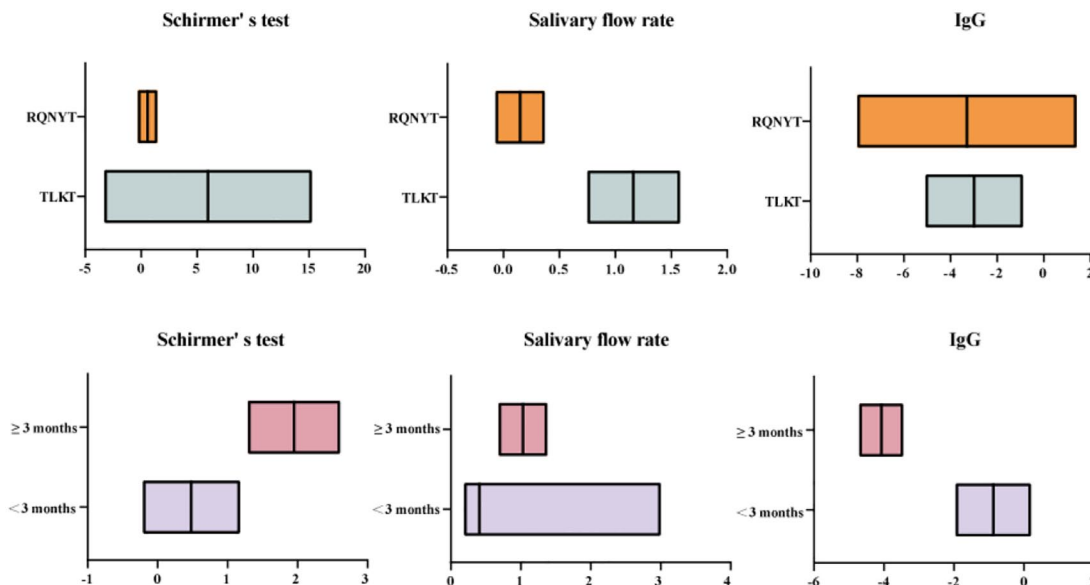 Schirmer' s test
Salivary flow rate
IgG
RQNYT
TLKT
-5 0 5 10 15 20
RQNYT
TLKT
-0.5 0.0 0.5 1.0 1.5 2.0
RQNYT
TLKT
-10 -8 -6 -4 -2 0 2
Schirmer' s test
Salivary flow rate
IgG
≥ 3 months
<3 months
-1 0 1 2 3
≥ 3 months
<3 months
0 1 2 3 4
≥ 3 months
<3 months
-6 -4 -2 0